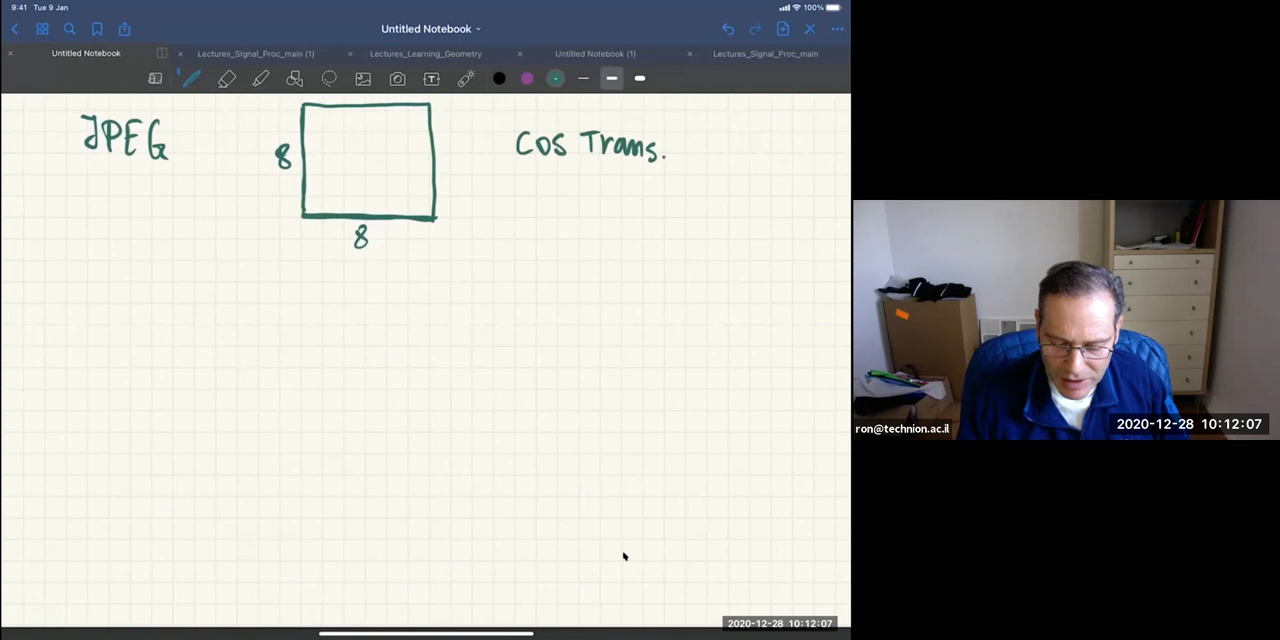 9:41 Tue 9 Jan
100%
Untitled Notebook
Untitled Notebook
Lectures_Signal_Proc_main (1)
Lectures_Learning_Geometry
Untitled Notebook (1)
Lectures_Signal_Proc_main
JPEG
8
8
Cos Trans.
ron@technion.ac.il
2020-12-28 10:12:07
2020-12-28 10:12:07